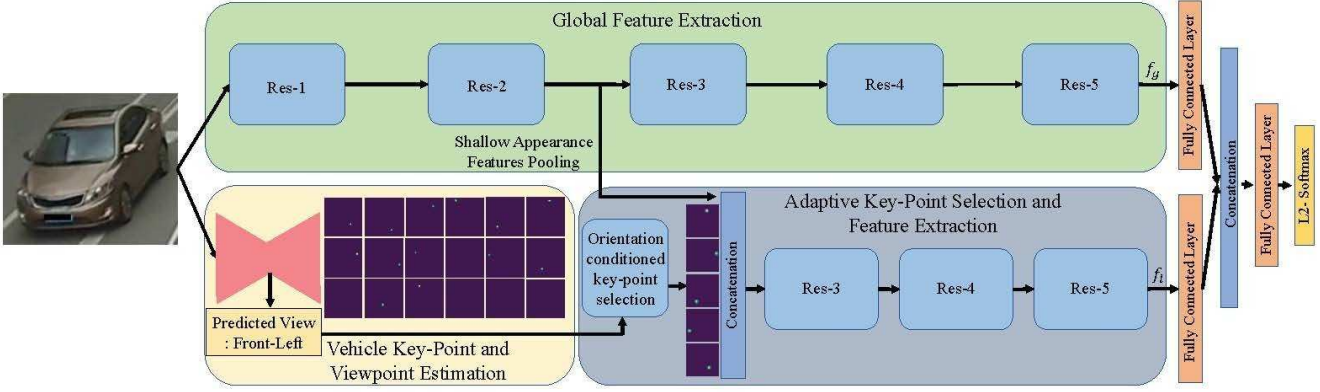 Global Feature Extraction
Res-1
Res-2
Res-3
Res-4
Res-5
f_g
Fully Connected Layer
Shallow Appearance
Features Pooling
Concatenation
Fully Connected Layer
L2- Softmax
Predicted View
: Front-Left
Vehicle Key-Point and
Viewpoint Estimation
Orientation
conditioned
key-point
selection
Concatenation
Adaptive Key-Point Selection and
Feature Extraction
Res-3
Res-4
Res-5
f_l
Fully Connected Layer